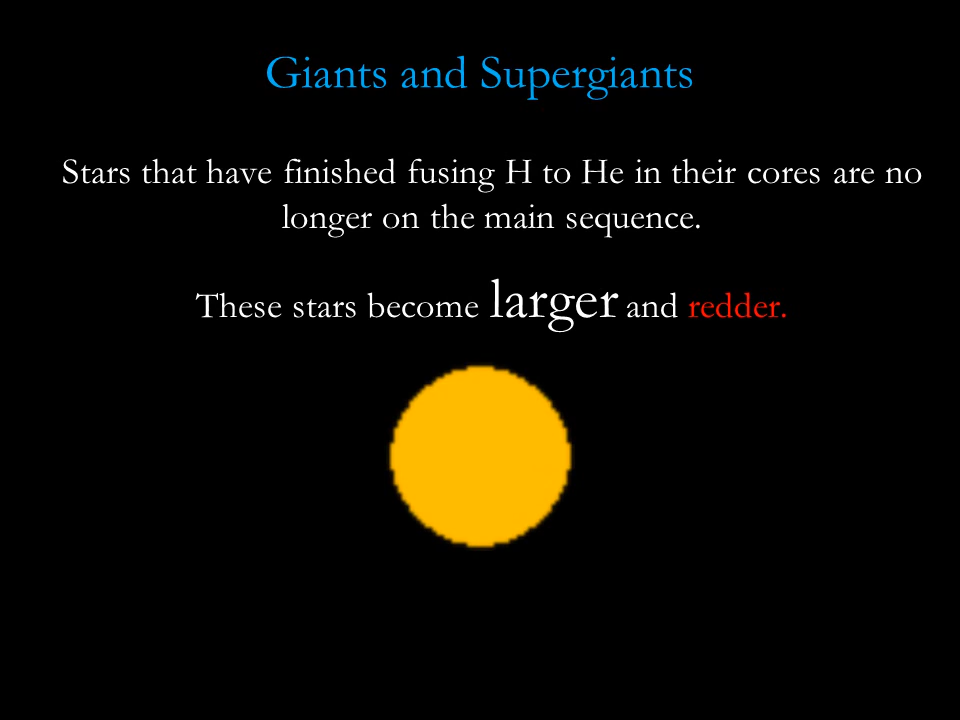 Giants and Supergiants
Stars that have finished fusing H to He in their cores are no
longer on the main sequence.
These stars become larger and redder.